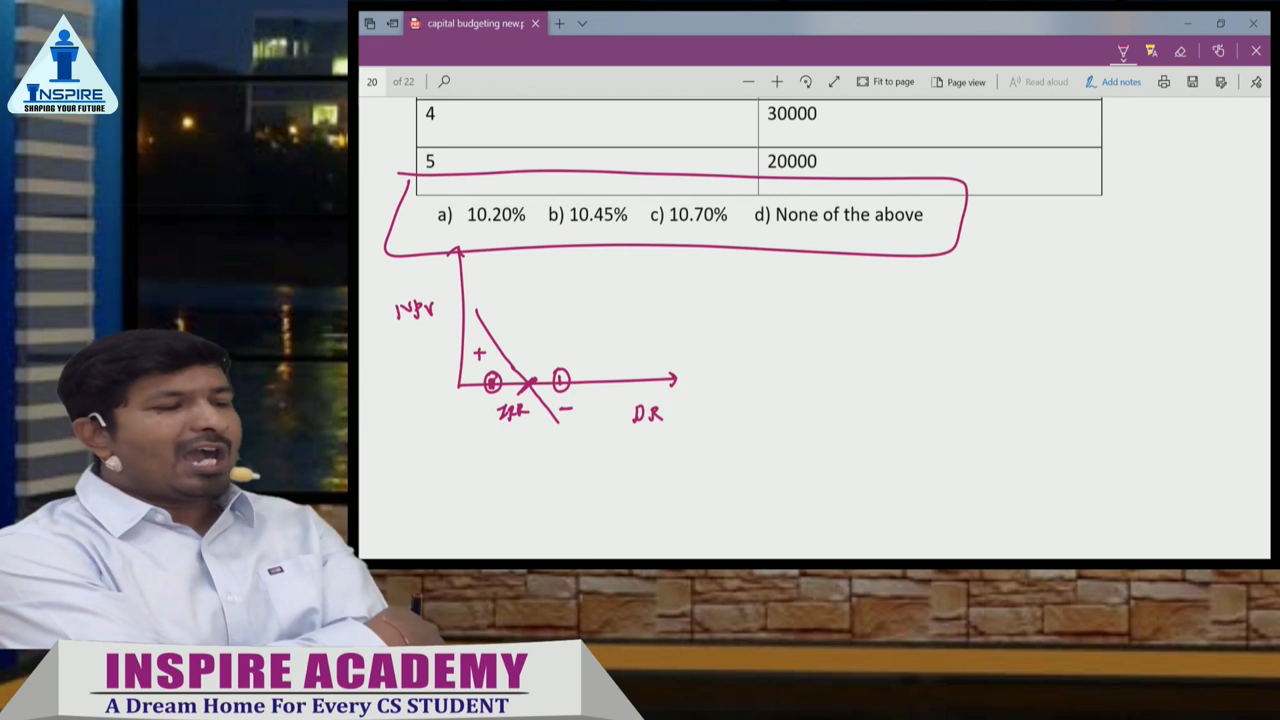 INSPIRE
SHAPING YOUR FUTURE
capital budgeting new.p
20 of 22
Fit to page
Page view
Read aloud
Add notes
4 30000
5 20000
a) 10.20% b) 10.45% c) 10.70% d) None of the above
NPV
+
IRR
-
DR
INSPIRE ACADEMY
A Dream Home For Every CS STUDENT